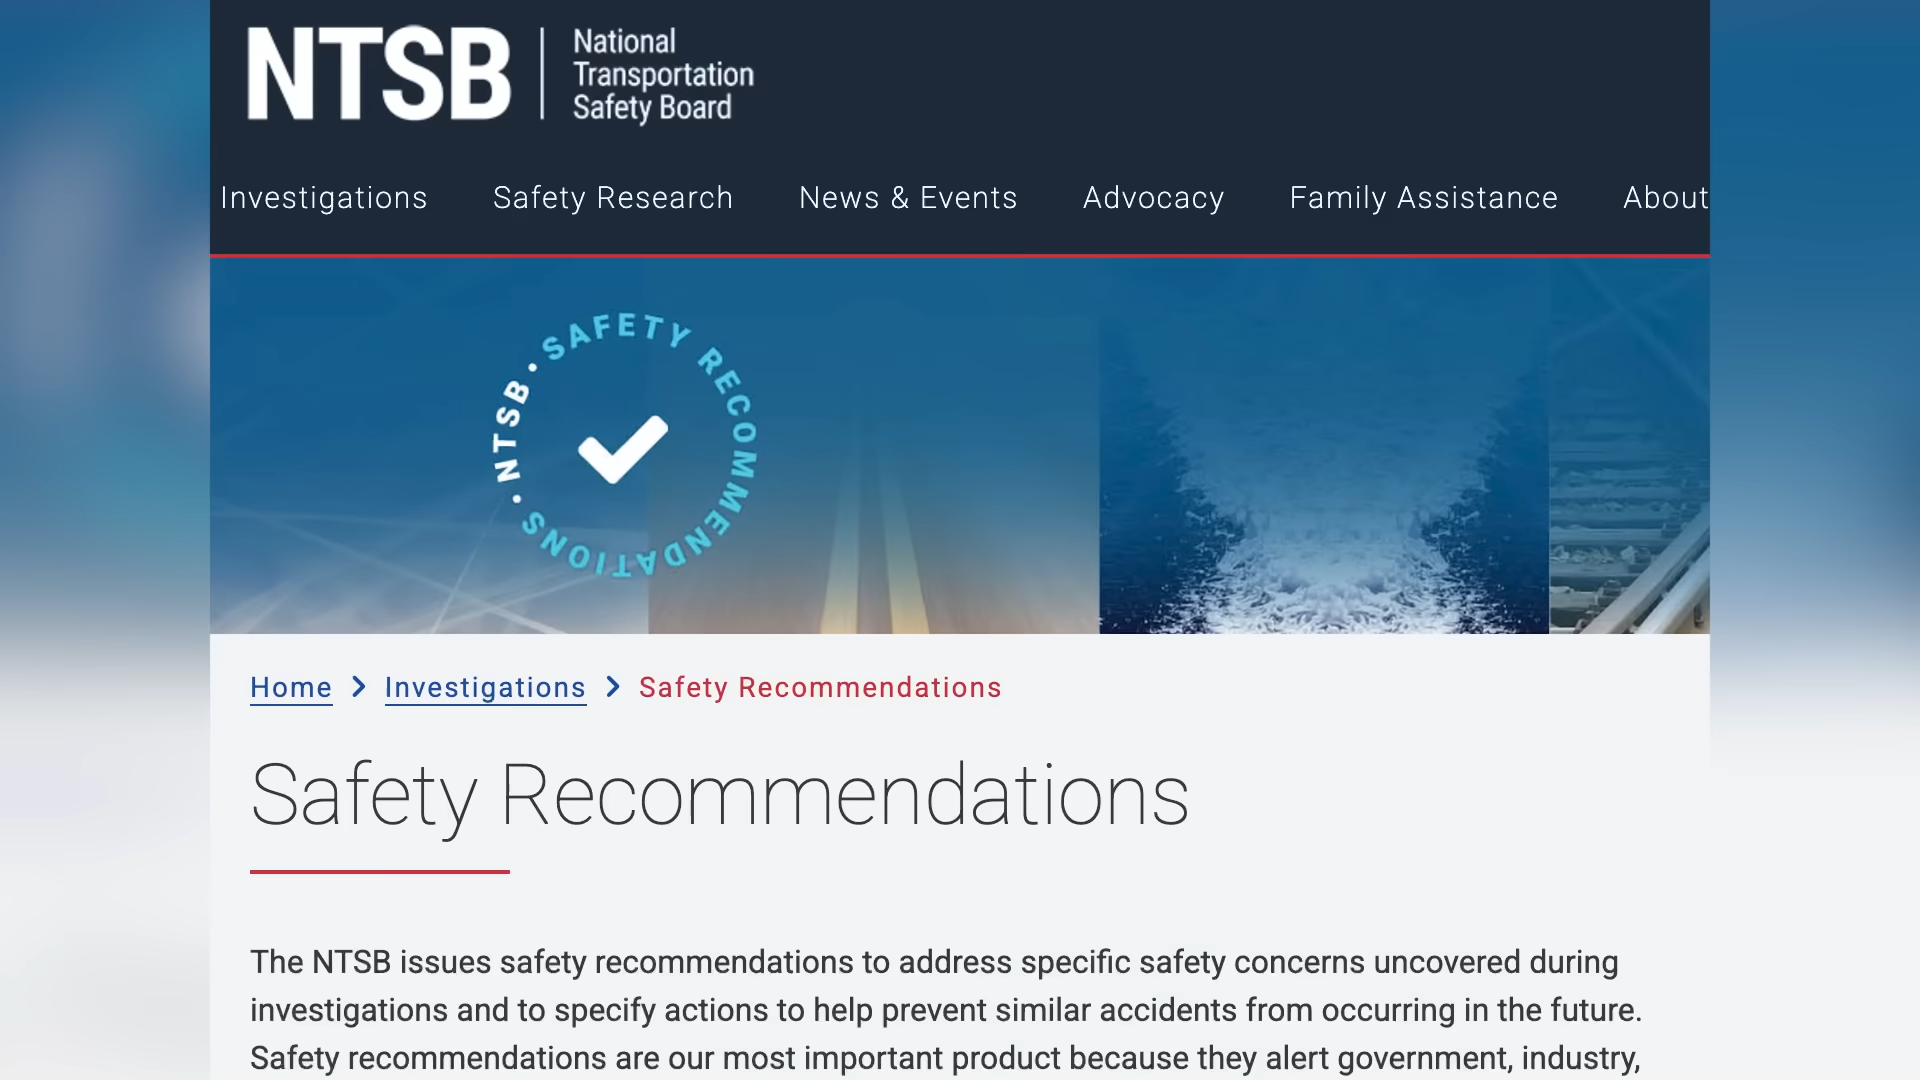 NTSB
National
Transportation
Safety Board
Investigations
Safety Research
News & Events
Advocacy
Family Assistance
About
• NTSB • SAFETY RECOMMENDATIONS
Home > Investigations > Safety Recommendations
Safety Recommendations
The NTSB issues safety recommendations to address specific safety concerns uncovered during
investigations and to specify actions to help prevent similar accidents from occurring in the future.
Safety recommendations are our most important product because they alert government, industry,